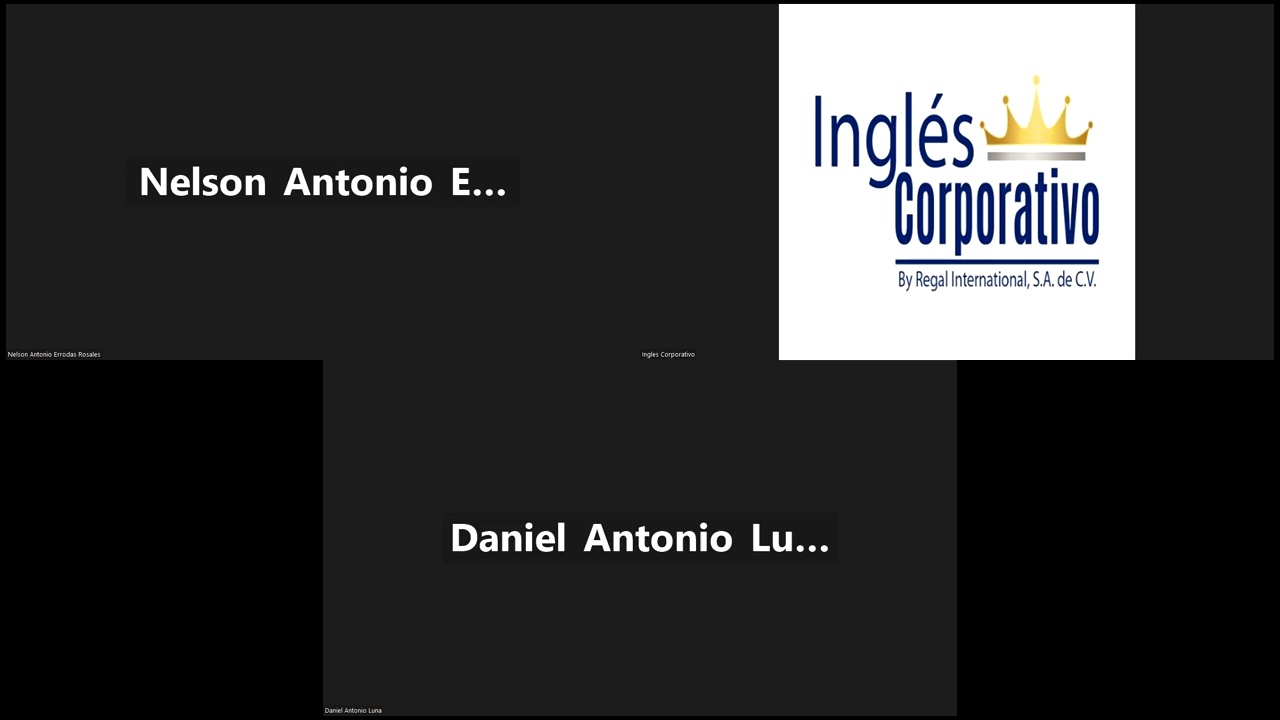 Nelson Antonio E...
Nelson Antonio Errodas Rosales
Inglés
Corporativo
By Regal International, S.A. de C.V.
Ingles Corporativo
Daniel Antonio Lu...
Daniel Antonio Luna